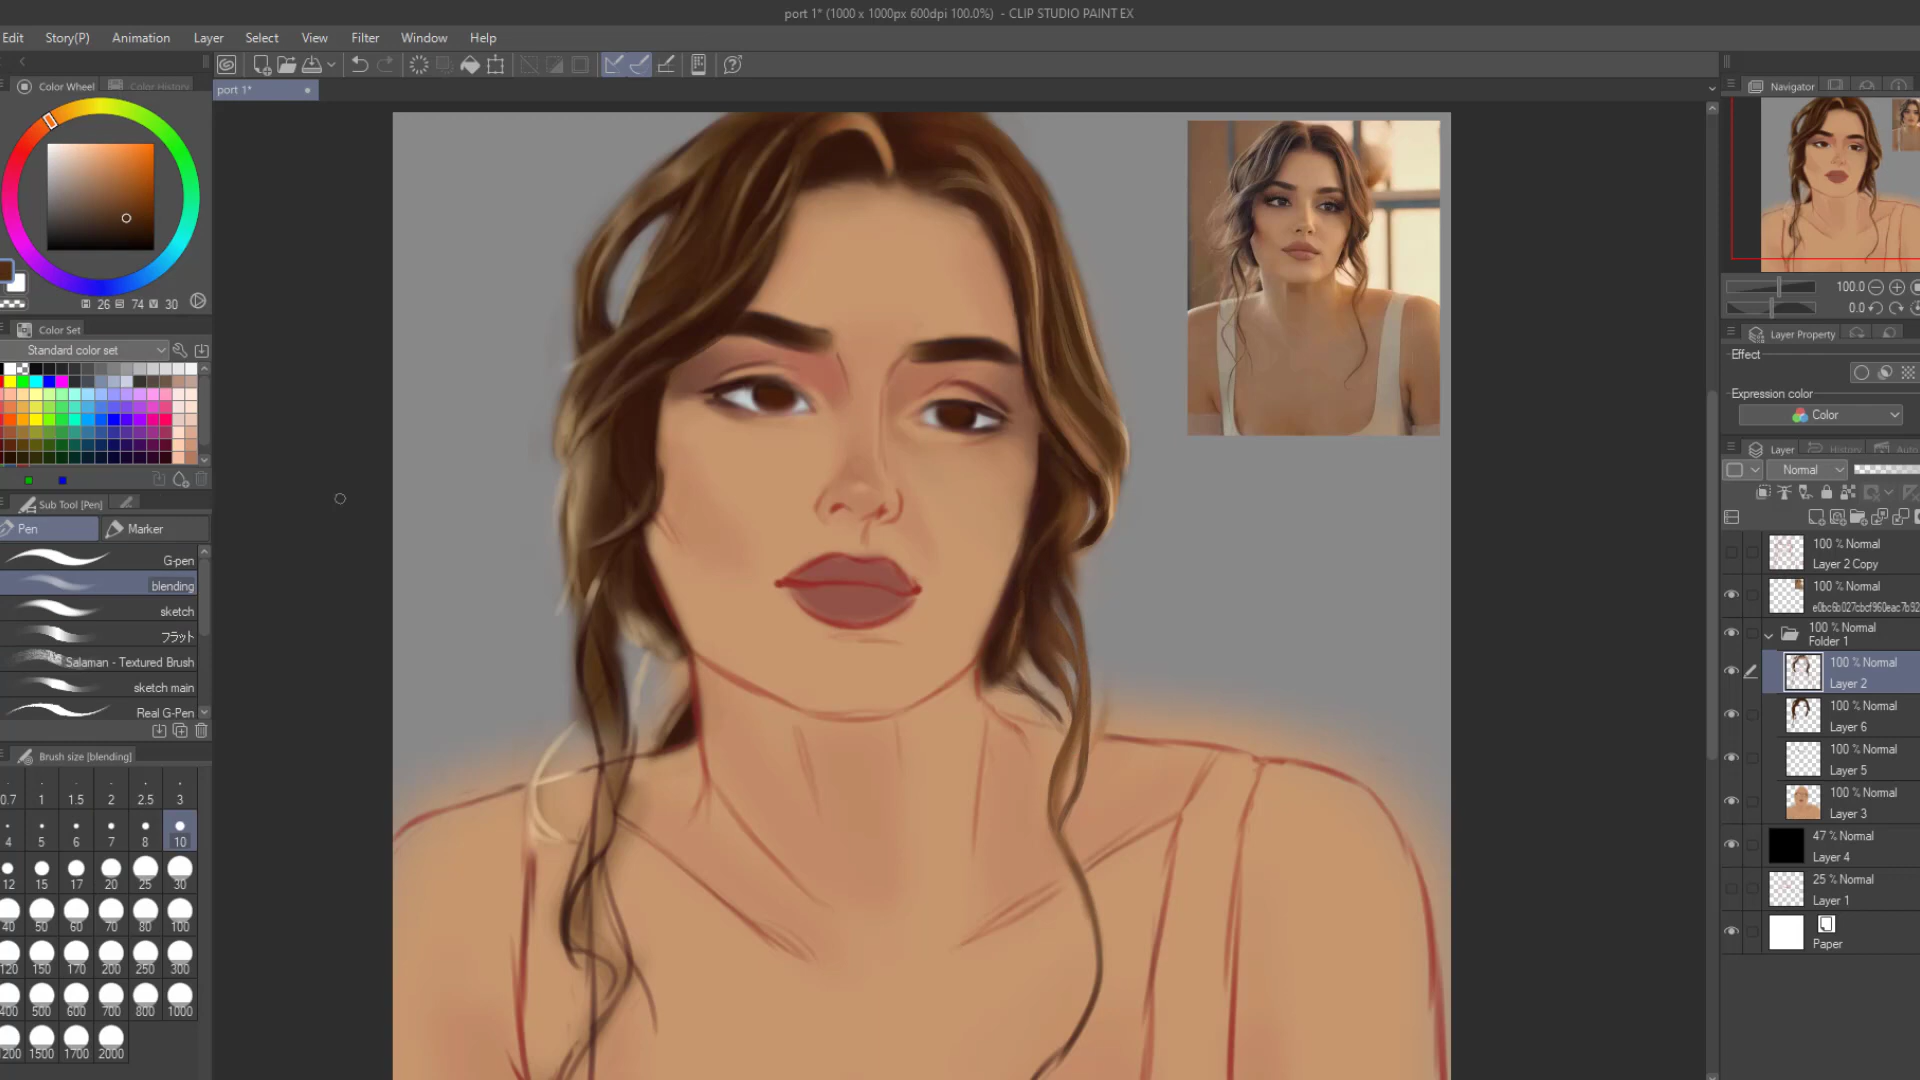 port 1* (1000 x 1000px 600dpi 100.0%) - CLIP STUDIO PAINT EX
Edit Story(P) Animation Layer Select View Filter Window Help
Color Wheel Color History
port 1*
Navigator
26 74 30
100.0
0.0
Color Set
Standard color set
Layer Property
Effect
Expression color
Color
Sub Tool [Pen]
Pen Marker
G-pen
blending
sketch
フラット
Salaman - Textured Brush
sketch main
Real G-Pen
Brush size [blending]
0.7 1 1.5 2 2.5 3
4 5 6 7 8 10
12 15 17 20 25 30
40 50 60 70 80 100
120 150 170 200 250 300
400 500 600 700 800 1000
1200 1500 1700 2000
Layer History Auto
Normal
100 % Normal
Layer 2 Copy
100 % Normal
100 % Normal
Folder 1
100 % Normal
Layer 2
100 % Normal
Layer 6
100 % Normal
Layer 5
100 % Normal
Layer 3
47 % Normal
Layer 4
25 % Normal
Layer 1
Paper